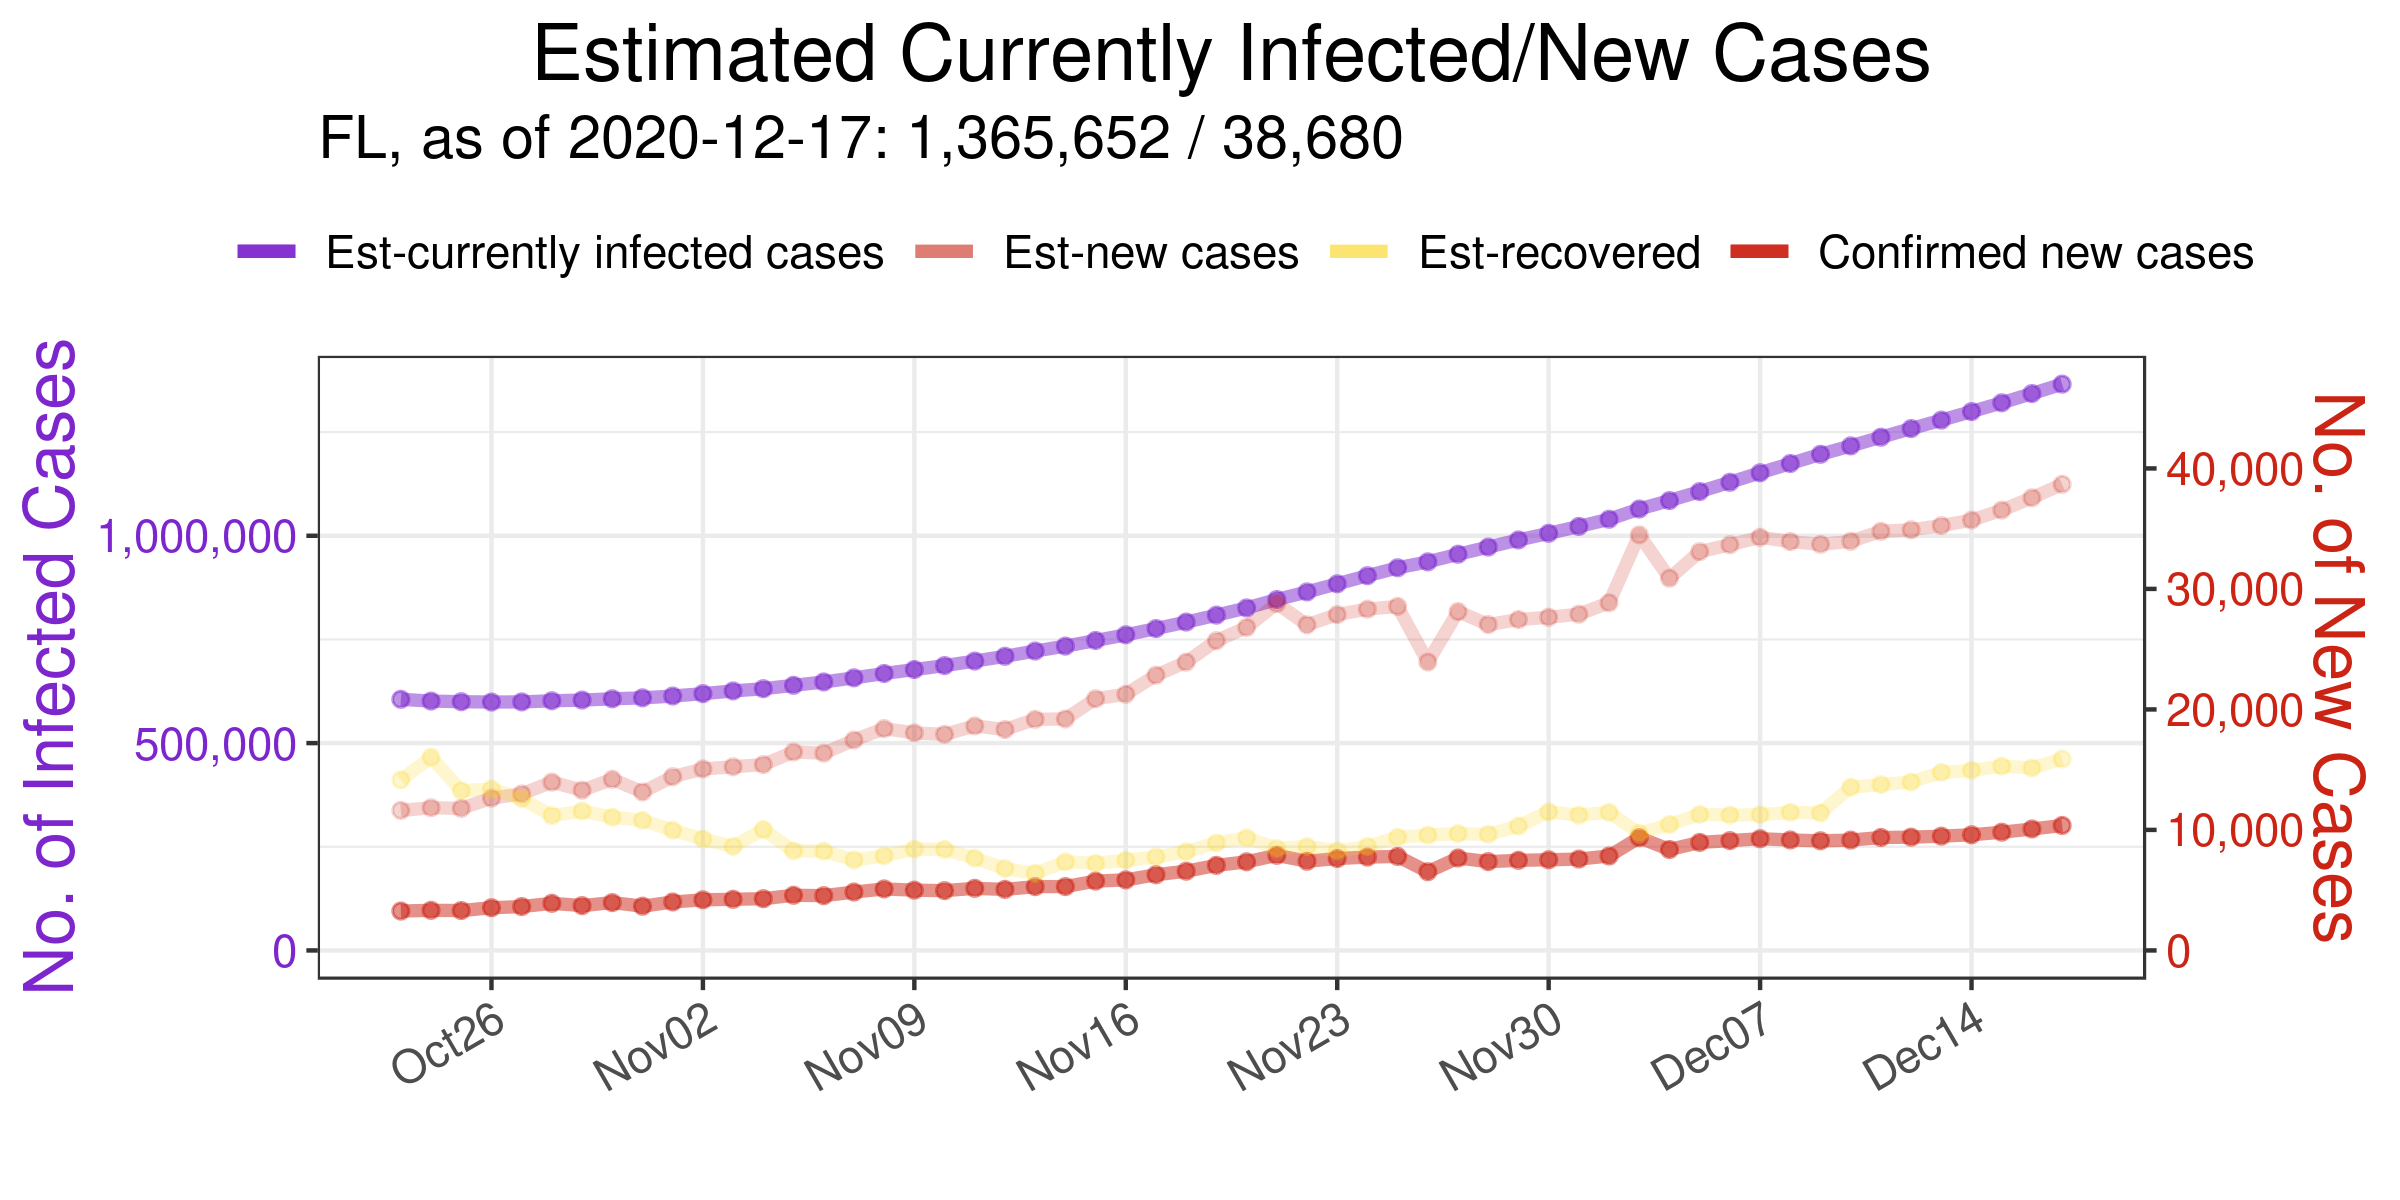 Estimated Currently Infected/New Cases
FL, as of 2020-12-17: 1,365,652 / 38,680
Est-currently infected cases Est-new cases Est-recovered Confirmed new cases
No. of Infected Cases
1,000,000
500,000
0
40,000
30,000
20,000
10,000
0
No. of New Cases
Oct26 Nov02 Nov09 Nov16 Nov23 Nov30 Dec07 Dec14